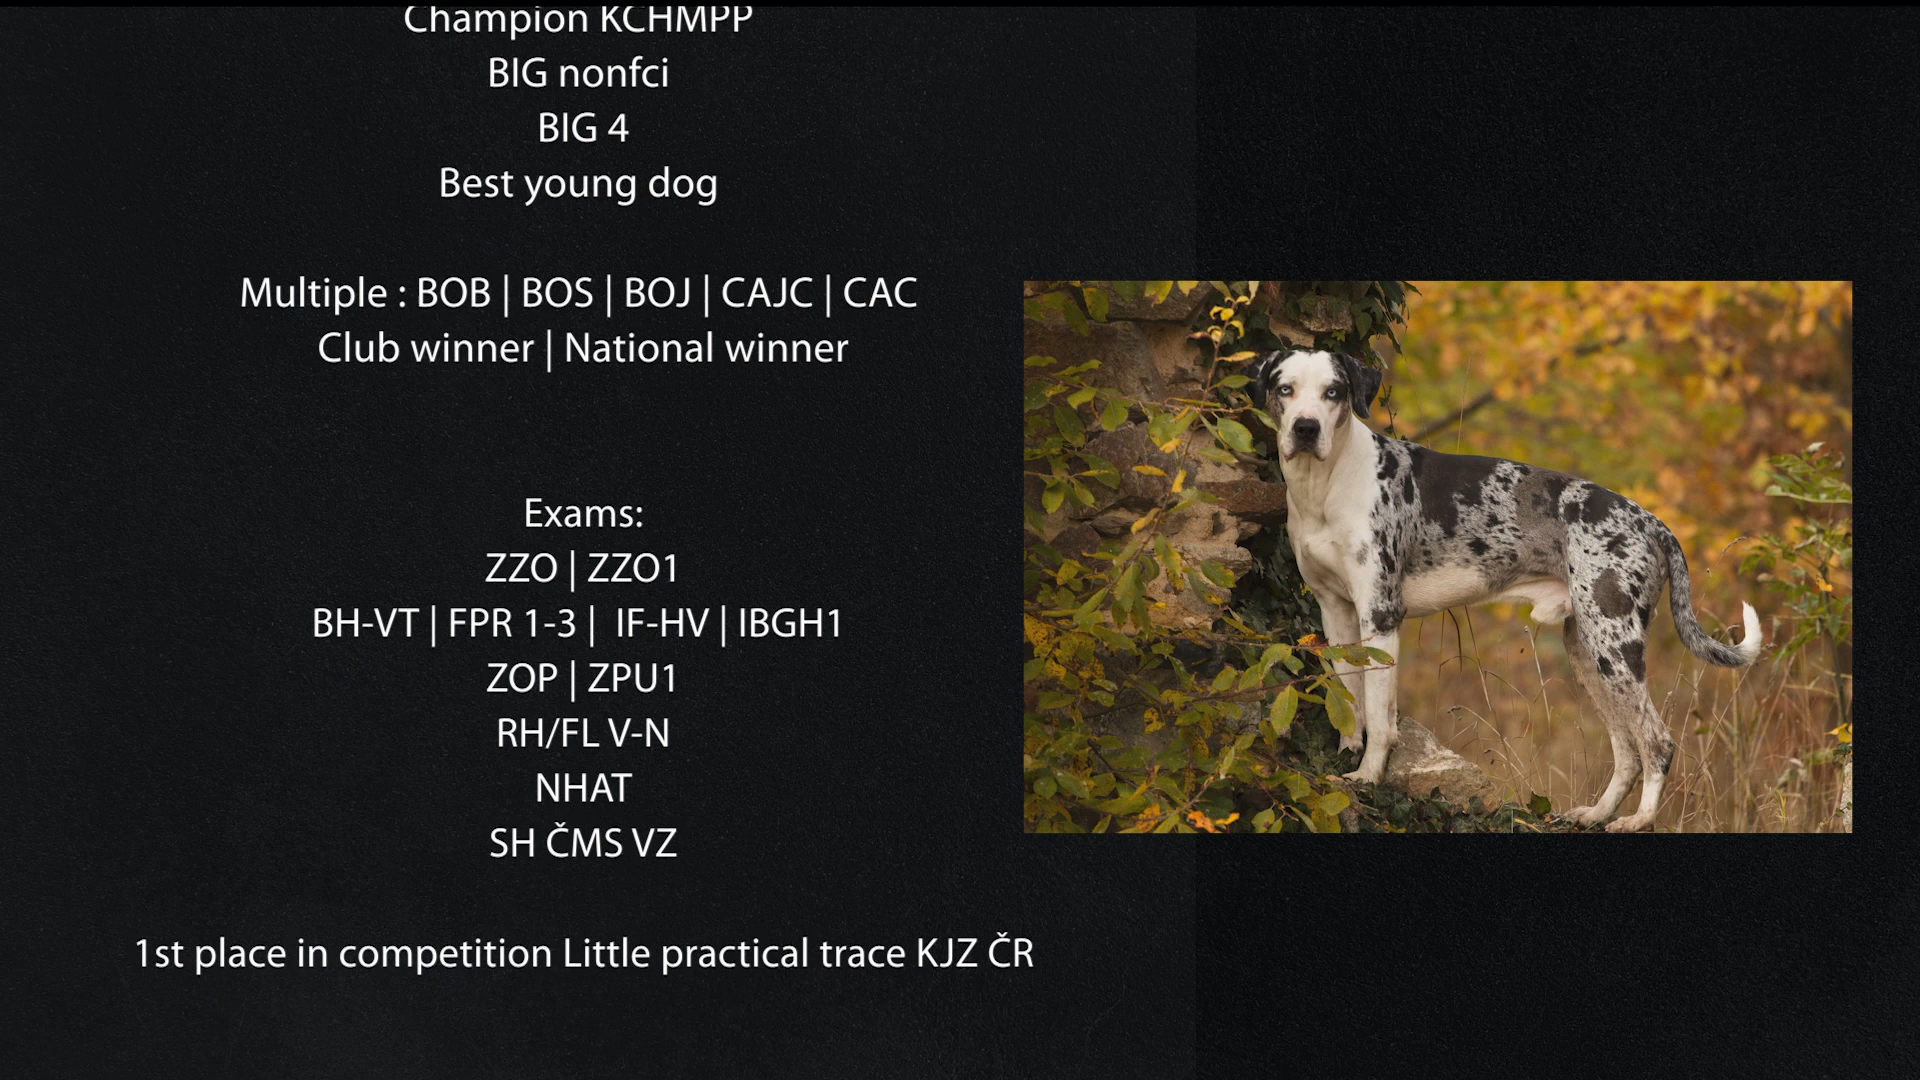 Champion KCHMPP
BIG nonfci
BIG 4
Best young dog
Multiple : BOB | BOS | BOJ | CAJC | CAC
Club winner | National winner
Exams:
ZZO | ZZO1
BH-VT | FPR 1-3 |  IF-HV | IBGH1
ZOP | ZPU1
RH/FL V-N
NHAT
SH ČMS VZ
1st place in competition Little practical trace KJZ ČR